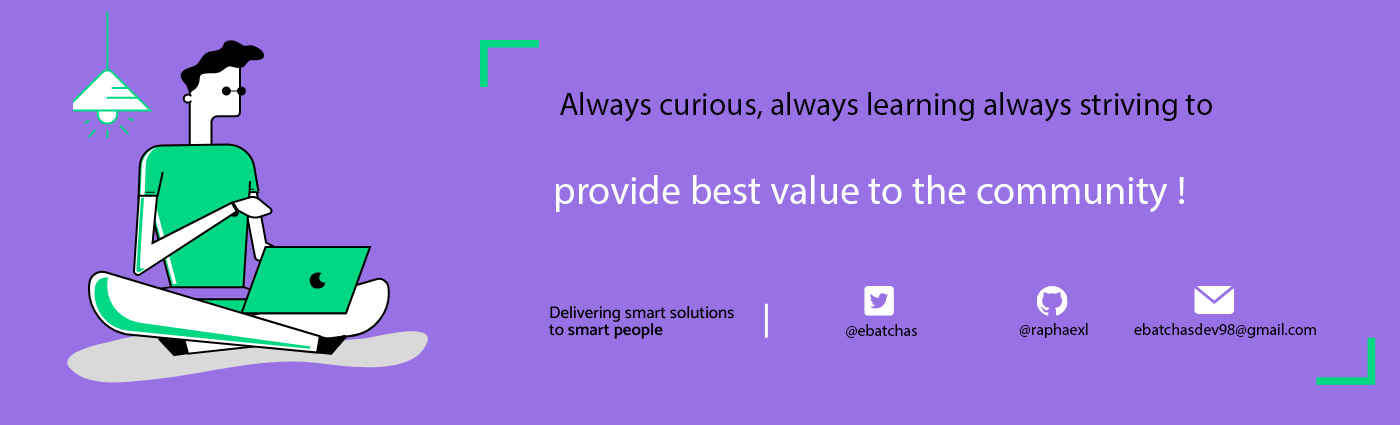 Always curious, always learning always striving to
provide best value to the community !
Delivering smart solutions
to smart people
@ebatchas
@raphaexl
ebatchasdev98@gmail.com